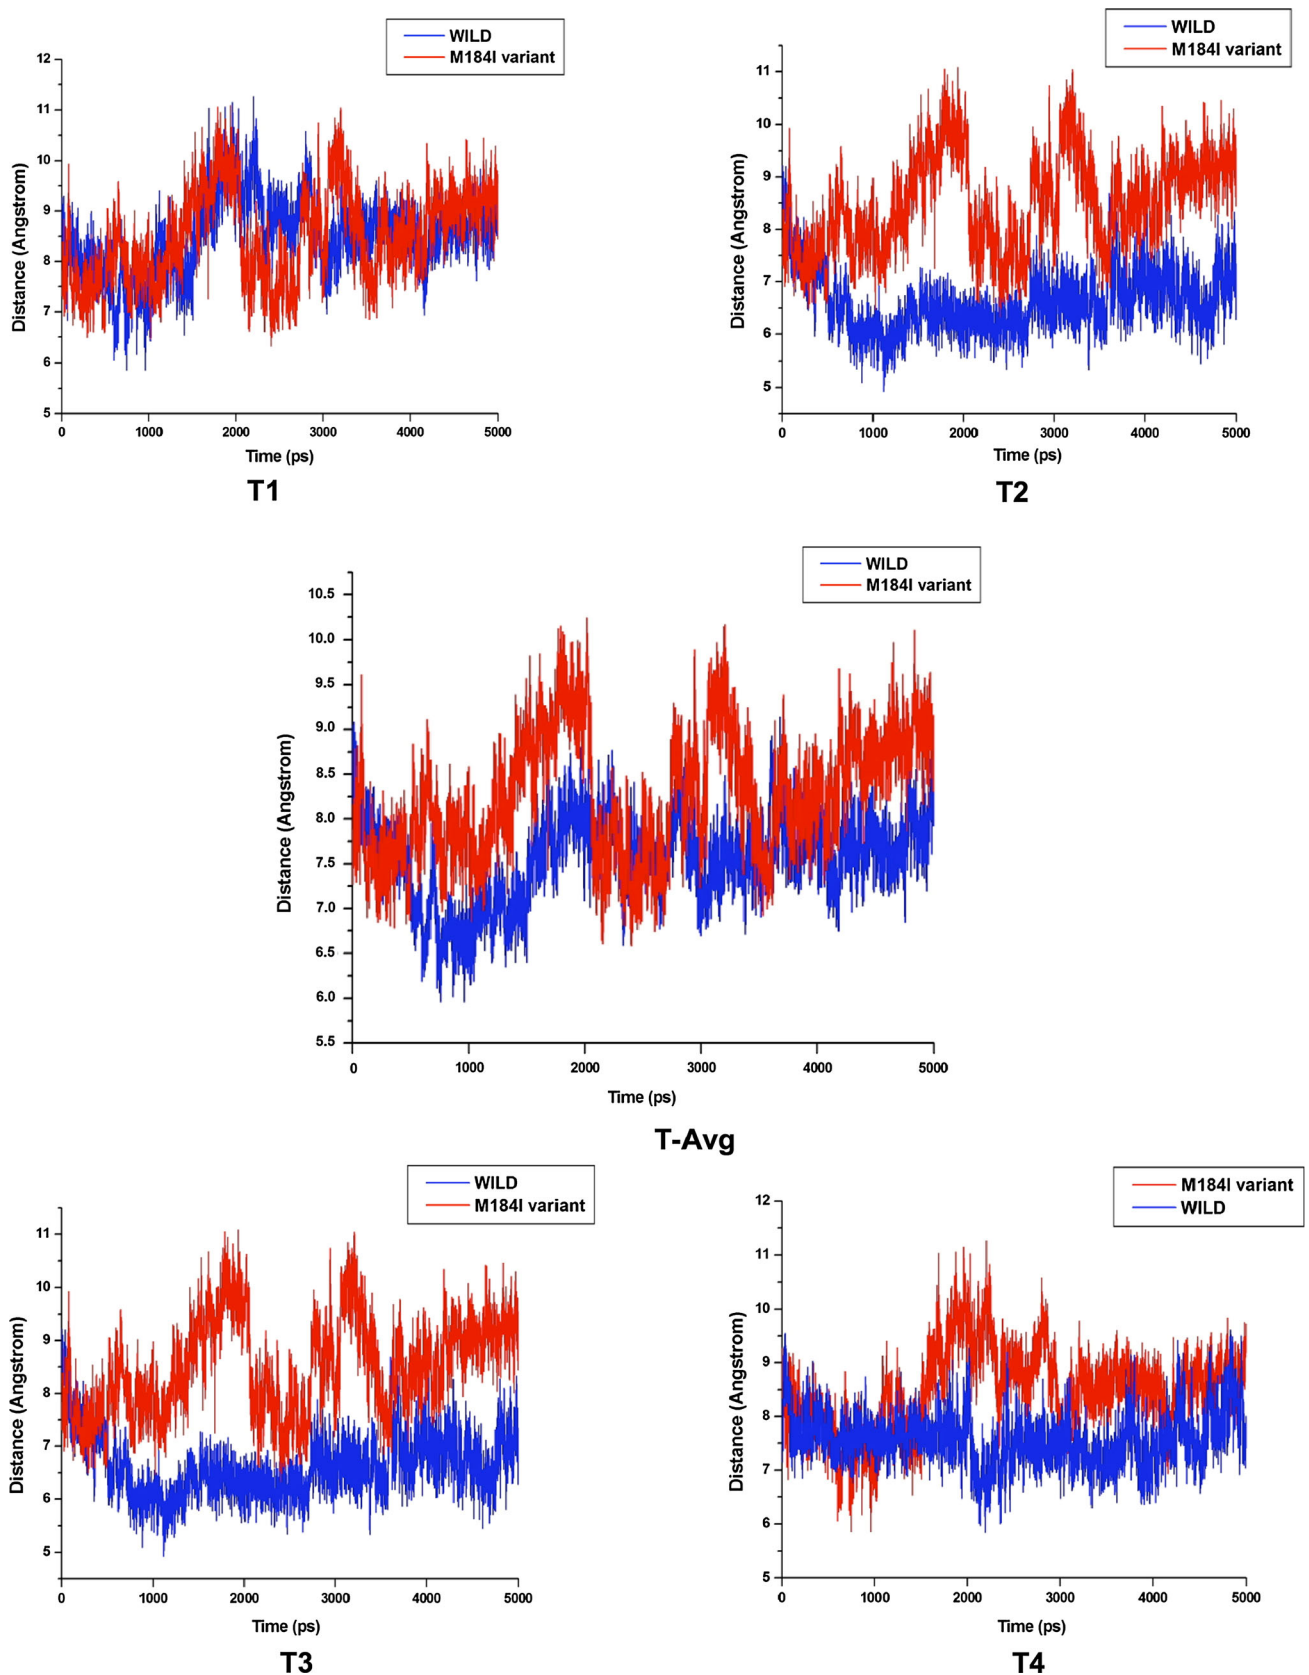 WILD
M184I variant
12
11
10
9
8
7
6
5
Distance (Angstrom)
0 1000 2000 3000 4000 5000
Time (ps)
T1
WILD
M184I variant
11
10
9
8
7
6
5
Distance (Angstrom)
0 1000 2000 3000 4000 5000
Time (ps)
T2
WILD
M184I variant
10.5
10.0
9.5
9.0
8.5
8.0
7.5
7.0
6.5
6.0
5.5
Distance (Angstrom)
0 1000 2000 3000 4000 5000
Time (ps)
T-Avg
WILD
M184I variant
11
10
9
8
7
6
5
Distance (Angstrom)
0 1000 2000 3000 4000 5000
Time (ps)
T3
M184I variant
WILD
12
11
10
9
8
7
6
5
Distance (Angstrom)
0 1000 2000 3000 4000 5000
Time (ps)
T4